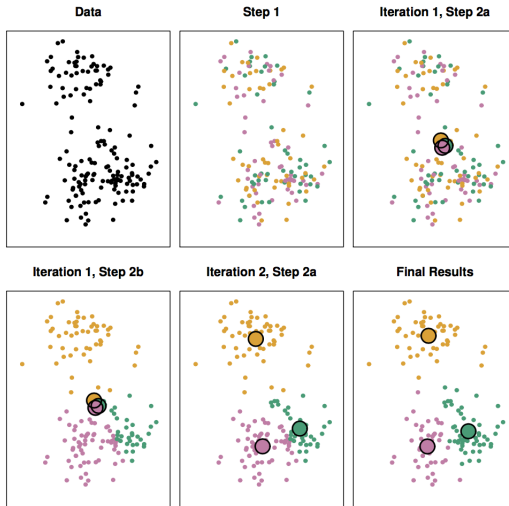 Data
Step 1
Iteration 1, Step 2a
Iteration 1, Step 2b
Iteration 2, Step 2a
Final Results